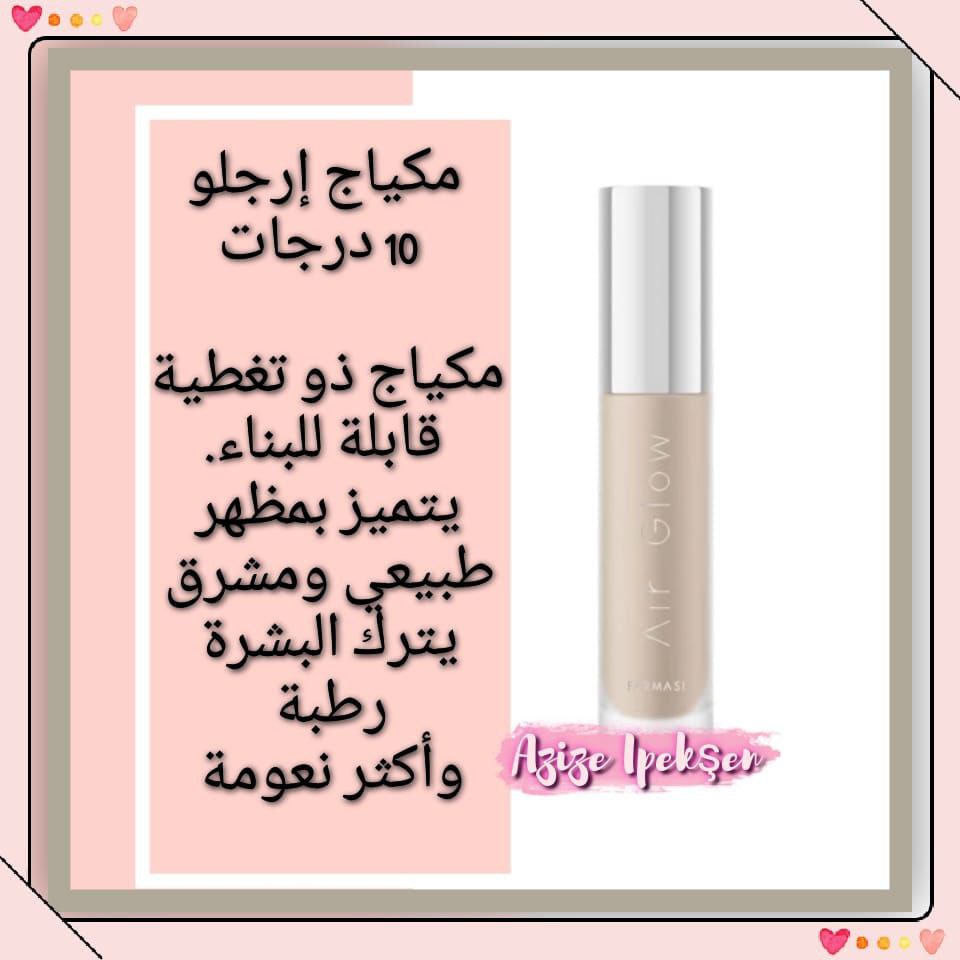 مكياج إرجلو
10 درجات
مكياج ذو تغطية
قابلة للبناء.
يتميز بمظهر
طبيعي ومشرق
يترك البشرة
رطبة
وأكثر نعومة
Air Glow
FARMASI
Azize Ipekşen